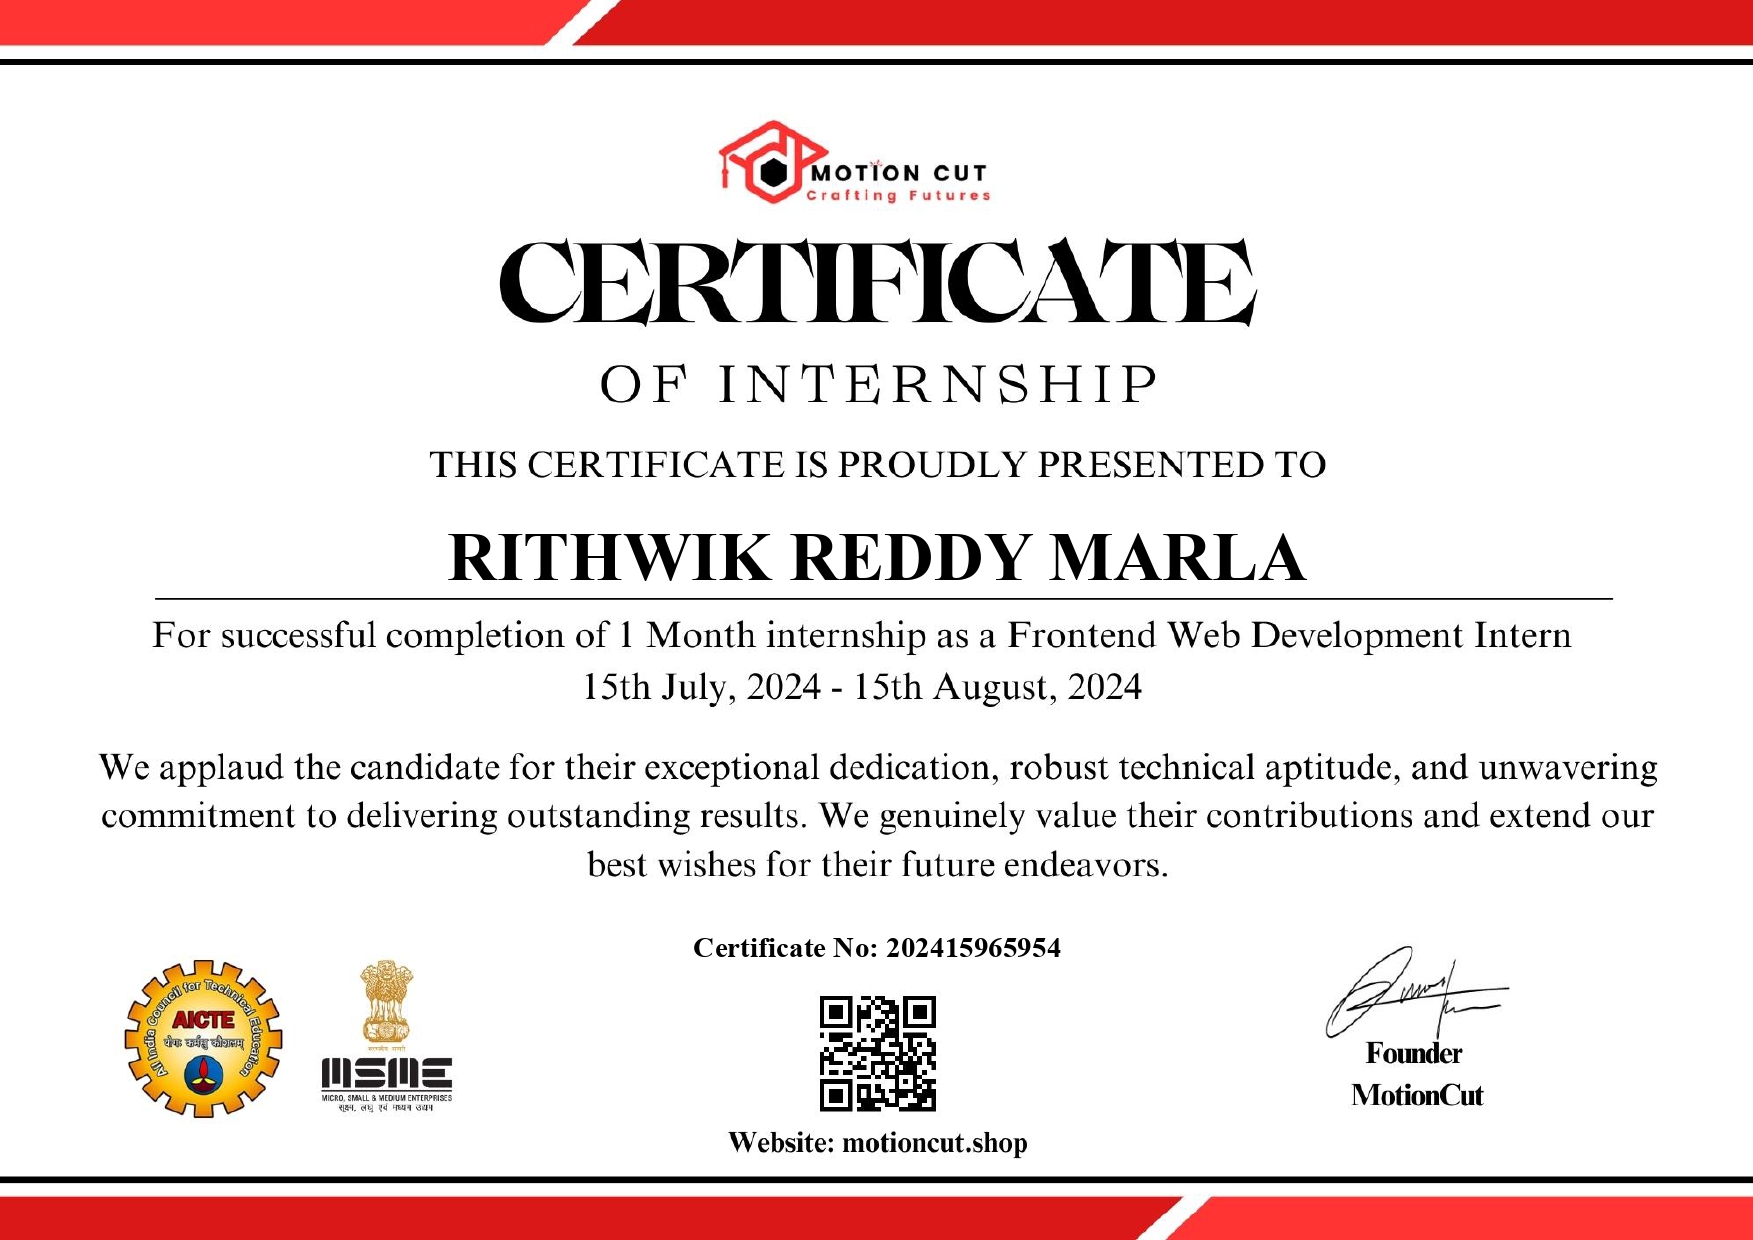 MOTION CUT
Crafting Futures
CERTIFICATE
OF INTERNSHIP
THIS CERTIFICATE IS PROUDLY PRESENTED TO
RITHWIK REDDY MARLA
For successful completion of 1 Month internship as a Frontend Web Development Intern
15th July, 2024 - 15th August, 2024
We applaud the candidate for their exceptional dedication, robust technical aptitude, and unwavering
commitment to delivering outstanding results. We genuinely value their contributions and extend our
best wishes for their future endeavors.
Certificate No: 202415965954
All India Council for Technical Education
AICTE
योगः कर्मसु कौशलम्
MSME
MICRO, SMALL & MEDIUM ENTERPRISES
सूक्ष्म, लघु एवं मध्यम उद्यम
Founder
MotionCut
Website: motioncut.shop